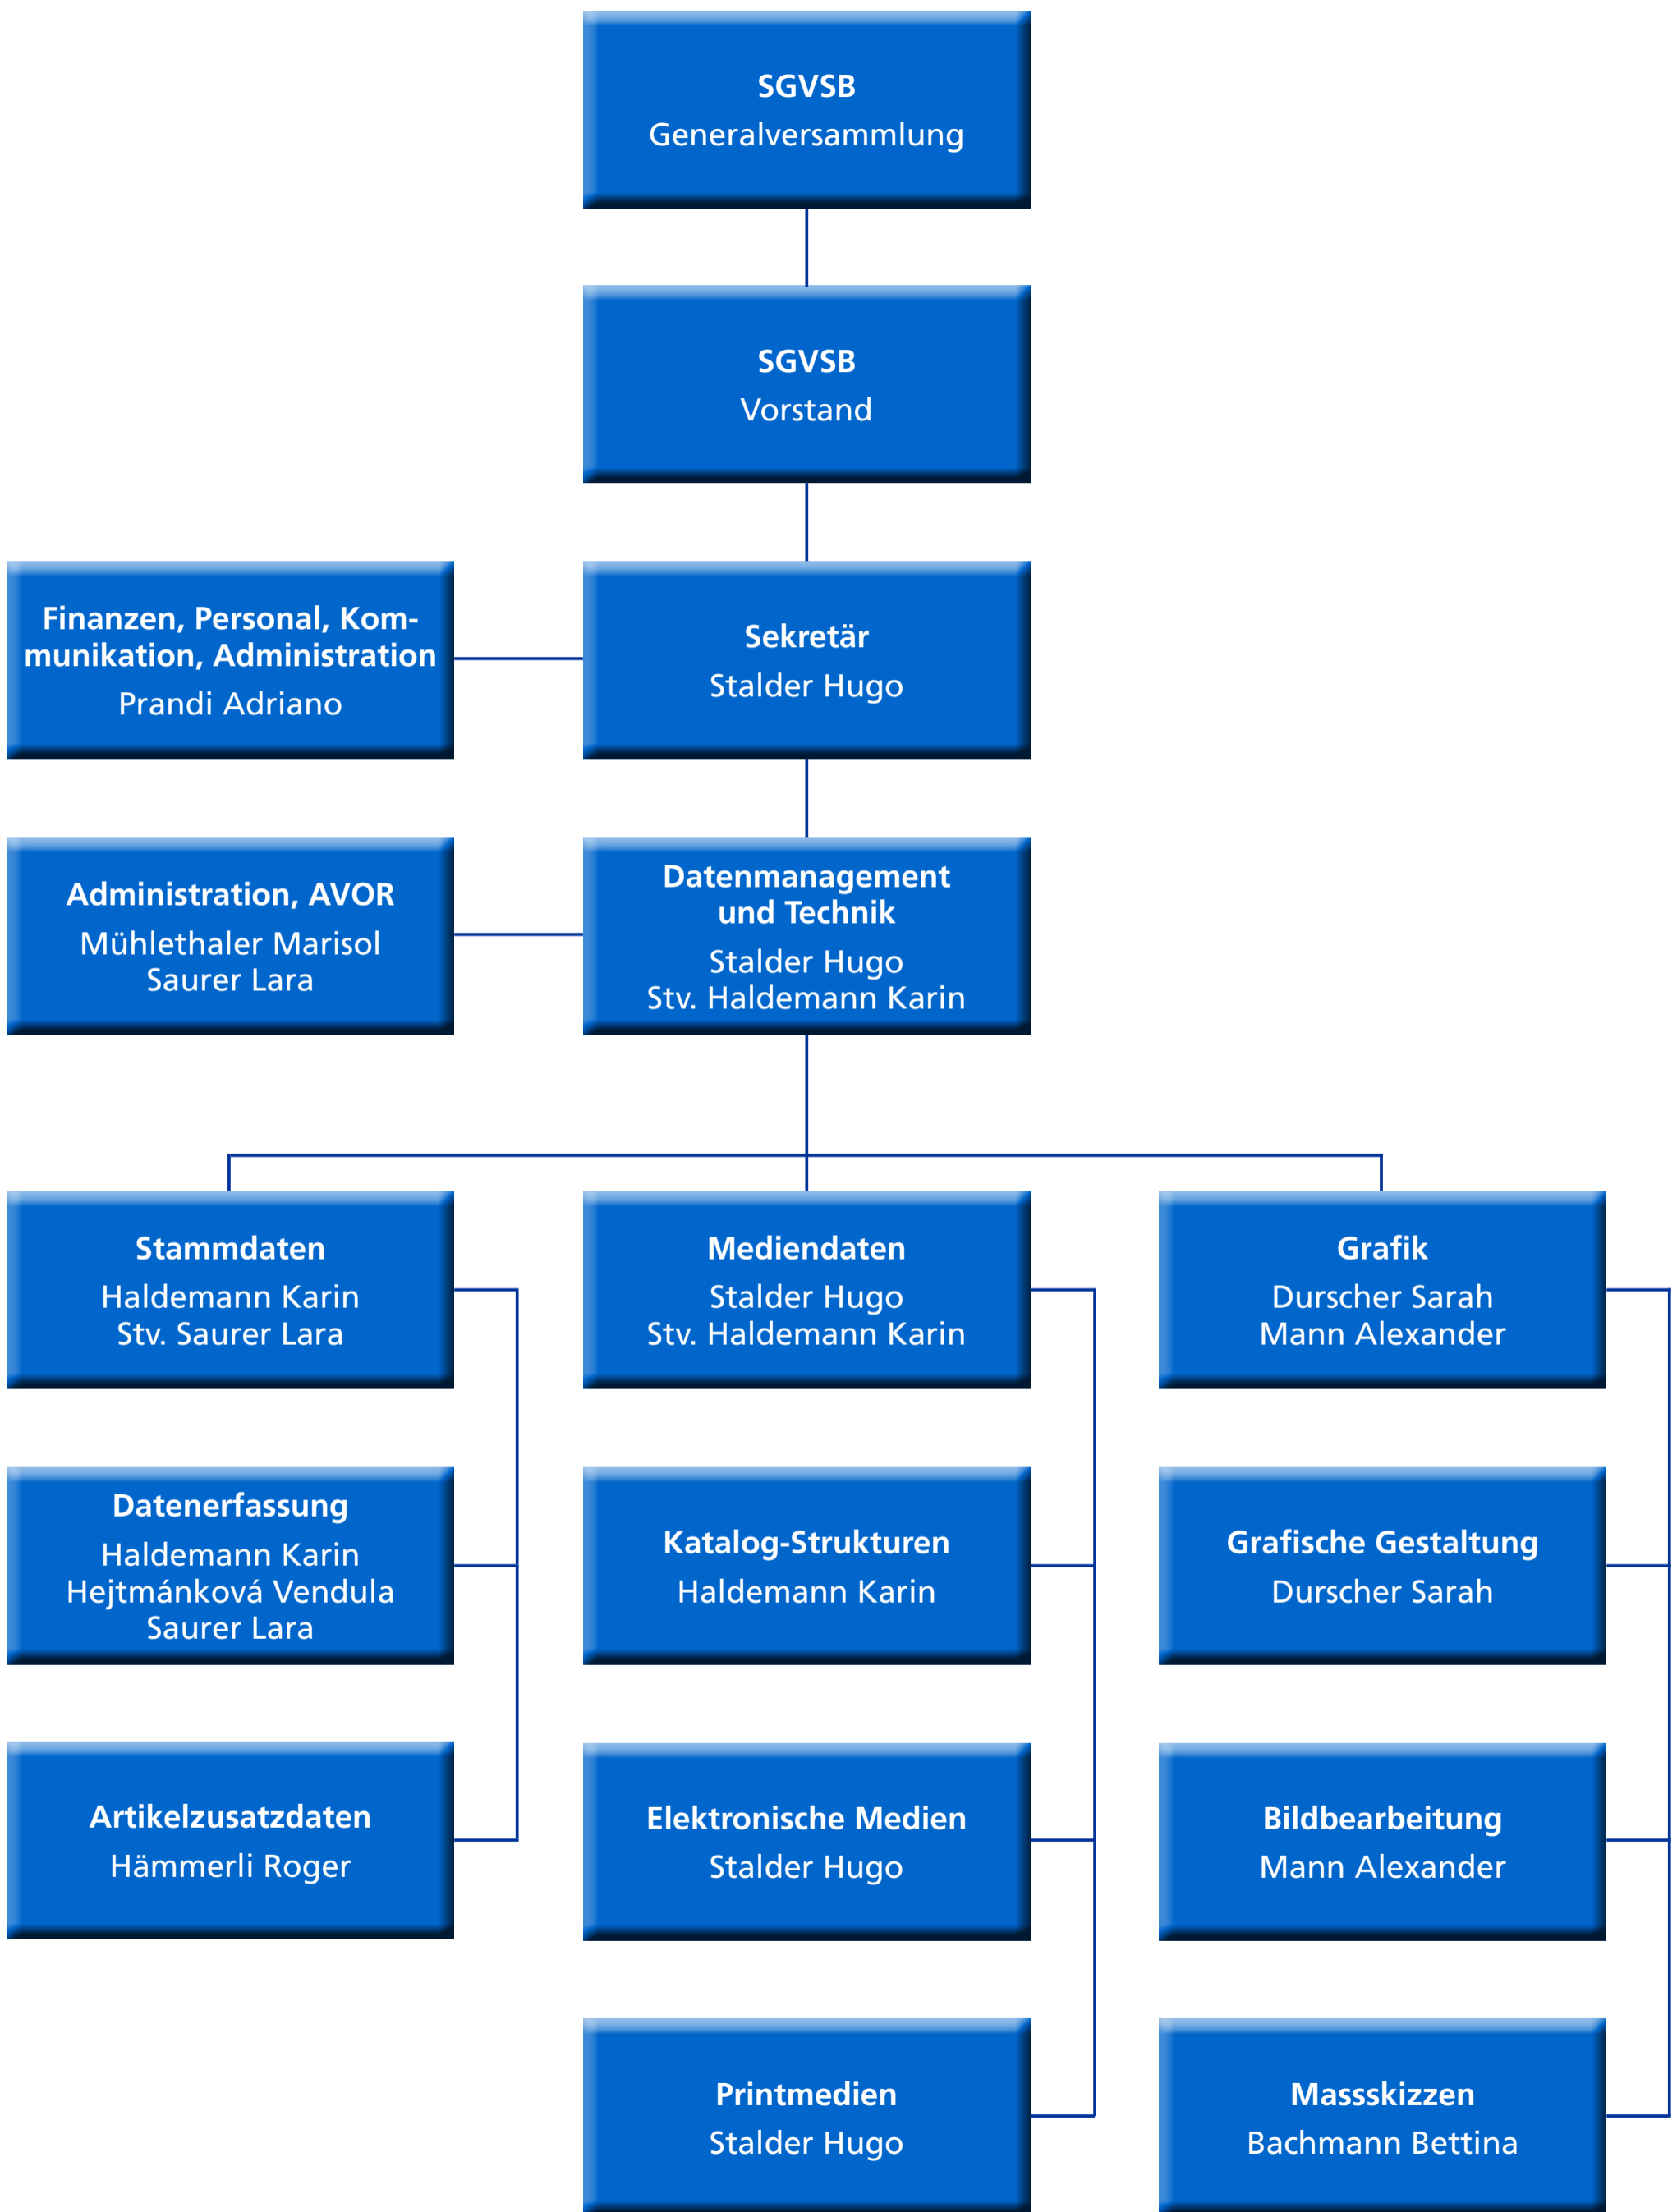 SGVSB
Generalversammlung
SGVSB
Vorstand
Finanzen, Personal, Kom-
munikation, Administration
Prandi Adriano
Sekretär
Stalder Hugo
Administration, AVOR
Mühlethaler Marisol
Saurer Lara
Datenmanagement
und Technik
Stalder Hugo
Stv. Haldemann Karin
Stammdaten
Haldemann Karin
Stv. Saurer Lara
Mediendaten
Stalder Hugo
Stv. Haldemann Karin
Grafik
Durscher Sarah
Mann Alexander
Datenerfassung
Haldemann Karin
Hejtmánková Vendula
Saurer Lara
Katalog-Strukturen
Haldemann Karin
Grafische Gestaltung
Durscher Sarah
Artikelzusatzdaten
Hämmerli Roger
Elektronische Medien
Stalder Hugo
Bildbearbeitung
Mann Alexander
Printmedien
Stalder Hugo
Massskizzen
Bachmann Bettina